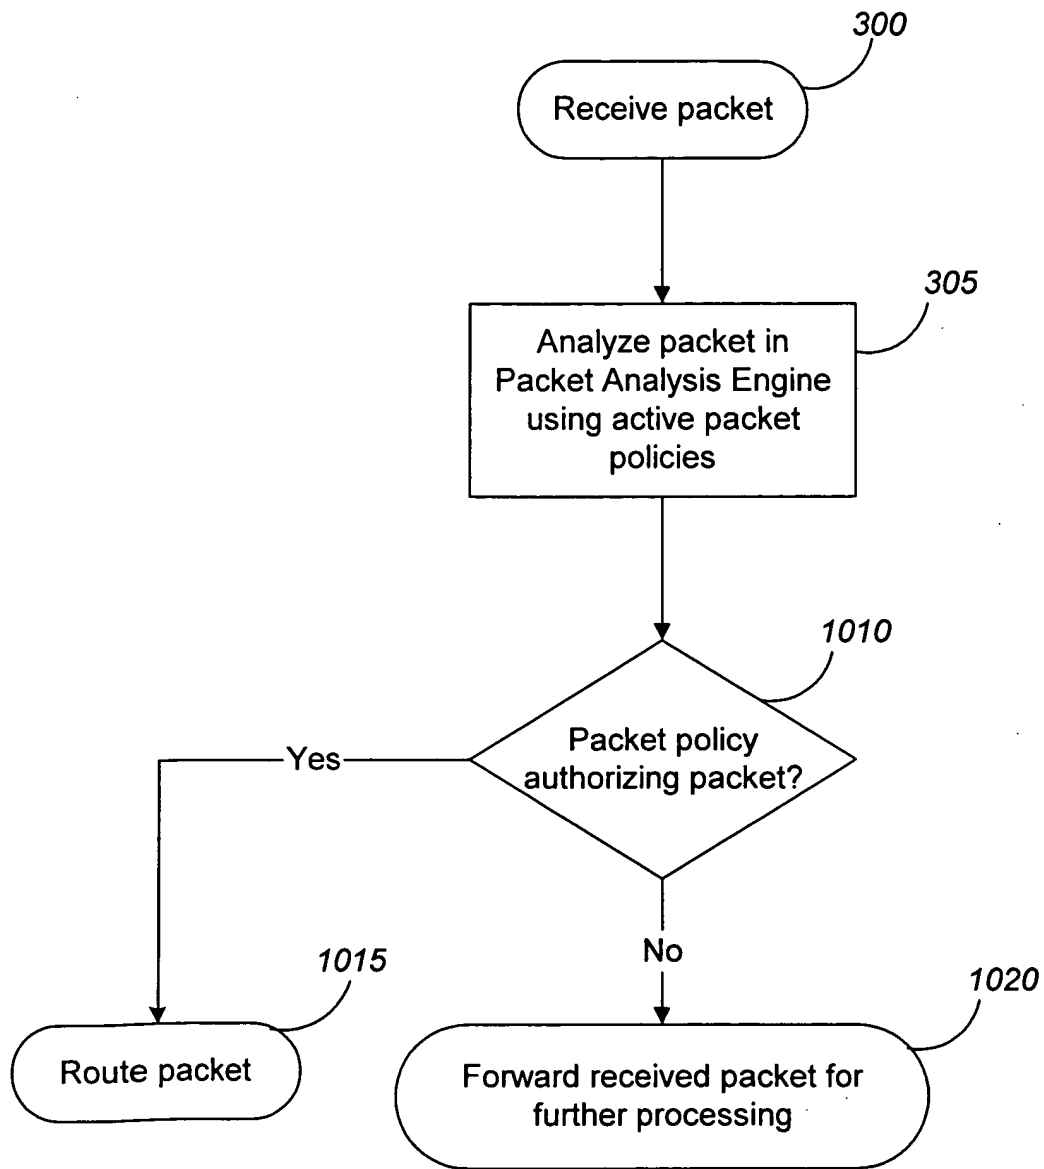 300
Receive packet
305
Analyze packet in
Packet Analysis Engine
using active packet
policies
1010
Packet policy
authorizing packet?
Yes
No
1015
Route packet
1020
Forward received packet for
further processing